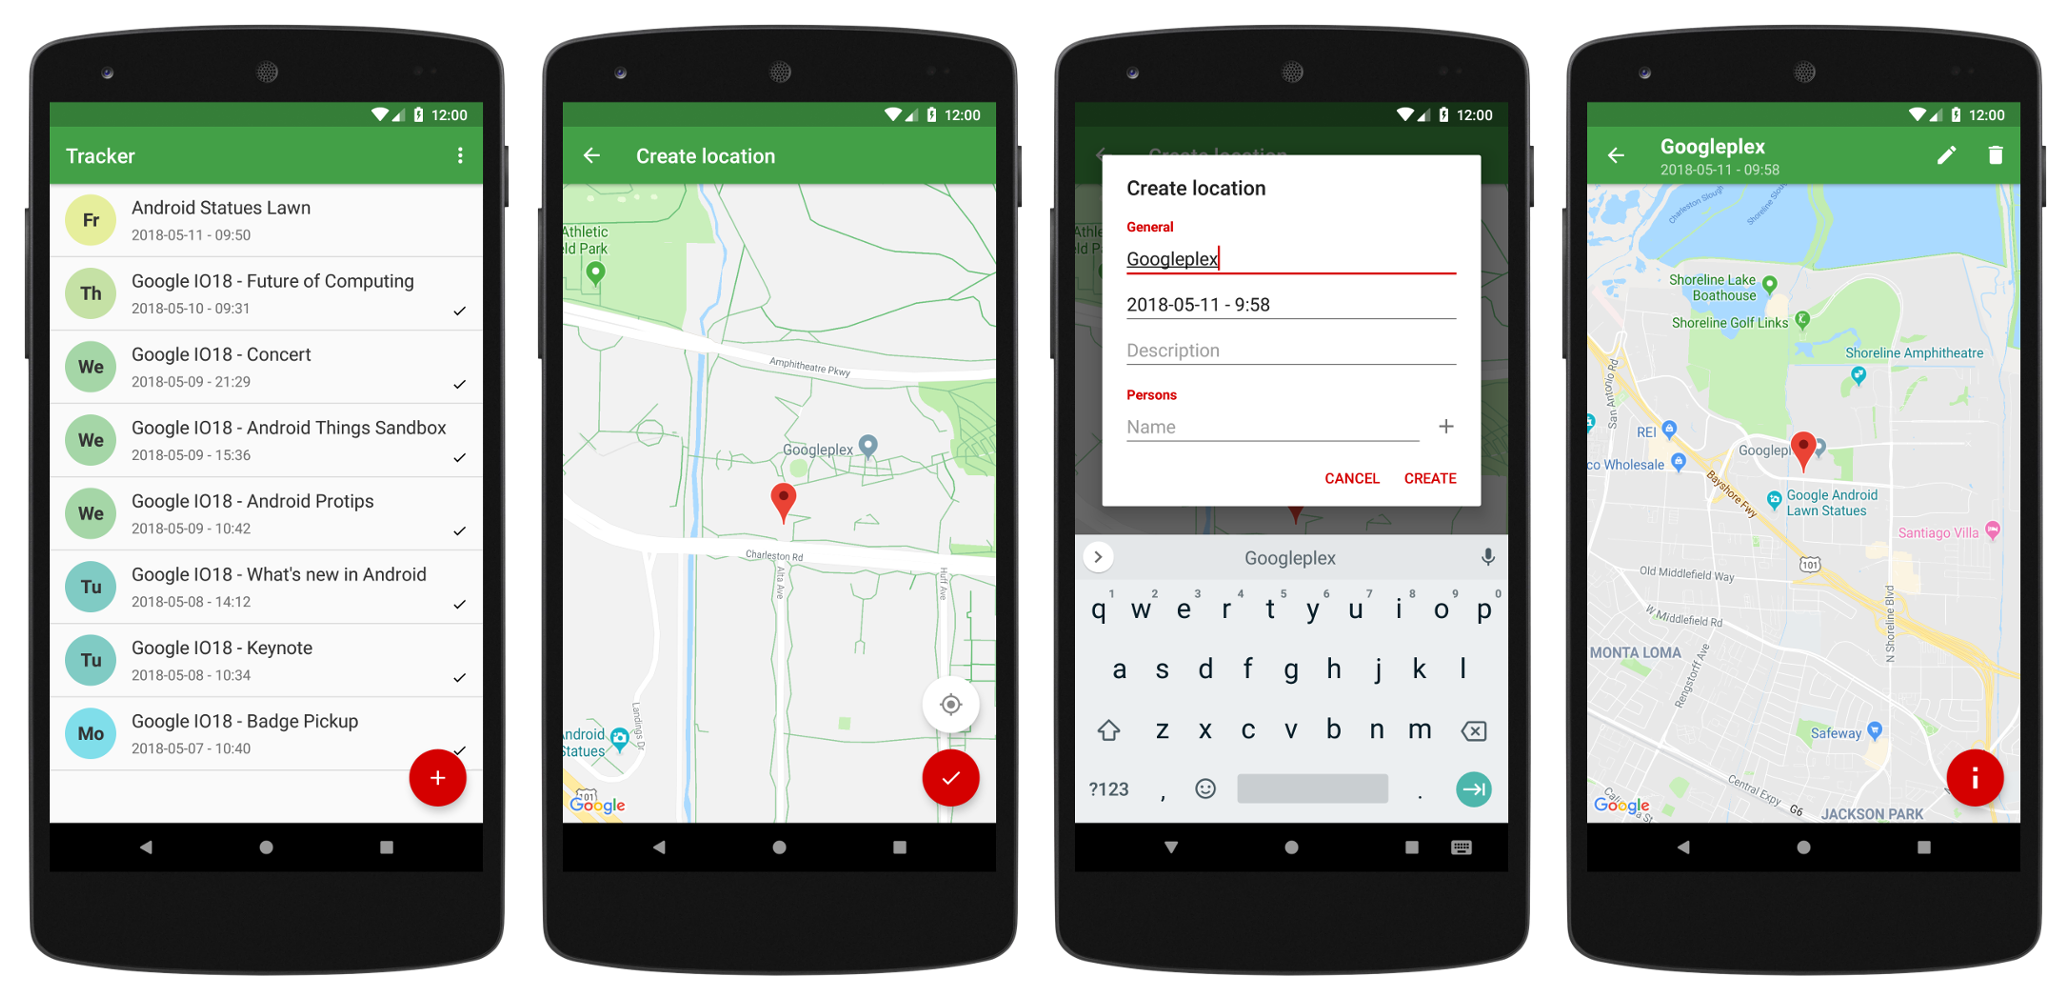 12:00
Tracker
Fr
Android Statues Lawn
2018-05-11 - 09:50
Th
Google IO18 - Future of Computing
2018-05-10 - 09:31
We
Google IO18 - Concert
2018-05-09 - 21:29
We
Google IO18 - Android Things Sandbox
2018-05-09 - 15:36
We
Google IO18 - Android Protips
2018-05-09 - 10:42
Tu
Google IO18 - What's new in Android
2018-05-08 - 14:12
Tu
Google IO18 - Keynote
2018-05-08 - 10:34
Mo
Google IO18 - Badge Pickup
2018-05-07 - 10:40
12:00
Create location
Athletic
eld Park
Amphitheatre Pkwy
Googleplex
Charleston Rd
Alta Ave
Huff Ave
Landings Dr
Android
Statues
101
Google
12:00
Create location
Create location
General
Googleplex
2018-05-11 - 9:58
Description
Persons
Name
CANCEL CREATE
Googleplex
1 2 3 4 5 6 7 8 9 0
q w e r t y u i o p
a s d f g h j k l
z x c v b n m
?123 , .
12:00
Googleplex
2018-05-11 - 09:58
Charleston Slough
Shoreline Slough
Shoreline Lake
Boathouse
Shoreline Golf Links
Shoreline Amphitheatre
San Antonio Rd
REI
Googlepl
co Wholesale
Bayshore Fwy
Google Android
Lawn Statues
Santiago Villa
101
Old Middlefield Way
W Middlefield Rd
N Shoreline Blvd
MONTA LOMA
Rengstorff Ave
Safeway
Central Expy
G6
Google
JACKSON PARK